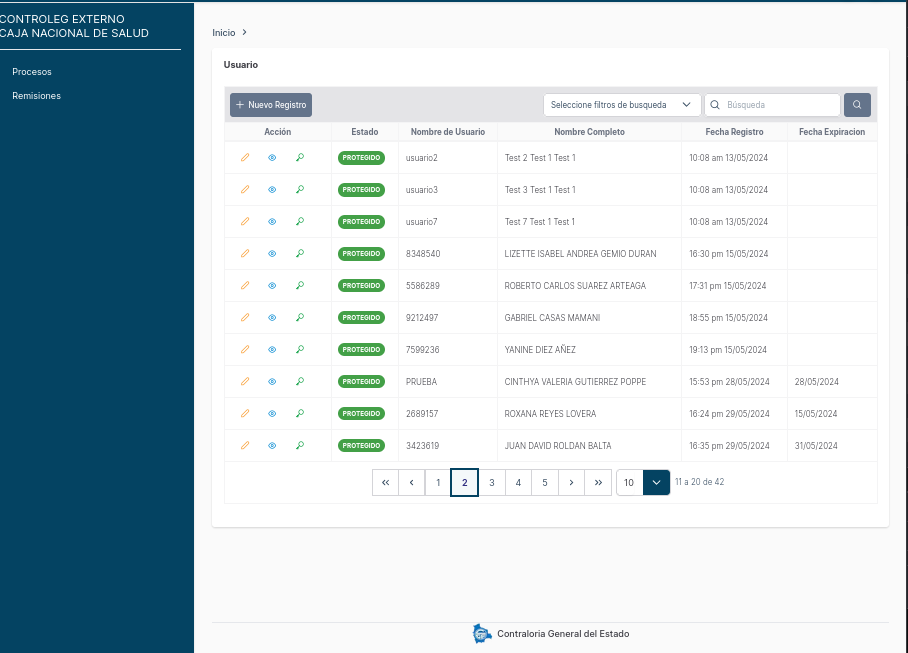 CONTROLEG EXTERNO
CAJA NACIONAL DE SALUD
Procesos
Remisiones
Inicio >
Usuario
+ Nuevo Registro
Seleccione filtros de busqueda
Búsqueda
Acción Estado Nombre de Usuario Nombre Completo Fecha Registro Fecha Expiracion
PROTEGIDO usuario2 Test 2 Test 1 Test 1 10:08 am 13/05/2024
PROTEGIDO usuario3 Test 3 Test 1 Test 1 10:08 am 13/05/2024
PROTEGIDO usuario7 Test 7 Test 1 Test 1 10:08 am 13/05/2024
PROTEGIDO 8348540 LIZETTE ISABEL ANDREA GEMIO DURAN 16:30 pm 15/05/2024
PROTEGIDO 5586289 ROBERTO CARLOS SUAREZ ARTEAGA 17:31 pm 15/05/2024
PROTEGIDO 9212497 GABRIEL CASAS MAMANI 18:55 pm 15/05/2024
PROTEGIDO 7599236 YANINE DIEZ AÑEZ 19:13 pm 15/05/2024
PROTEGIDO PRUEBA CINTHYA VALERIA GUTIERREZ POPPE 15:53 pm 28/05/2024 28/05/2024
PROTEGIDO 2689157 ROXANA REYES LOVERA 16:24 pm 29/05/2024 15/05/2024
PROTEGIDO 3423619 JUAN DAVID ROLDAN BALTA 16:35 pm 29/05/2024 31/05/2024
« ‹ 1 2 3 4 5 › » 10 11 a 20 de 42
Contraloria General del Estado